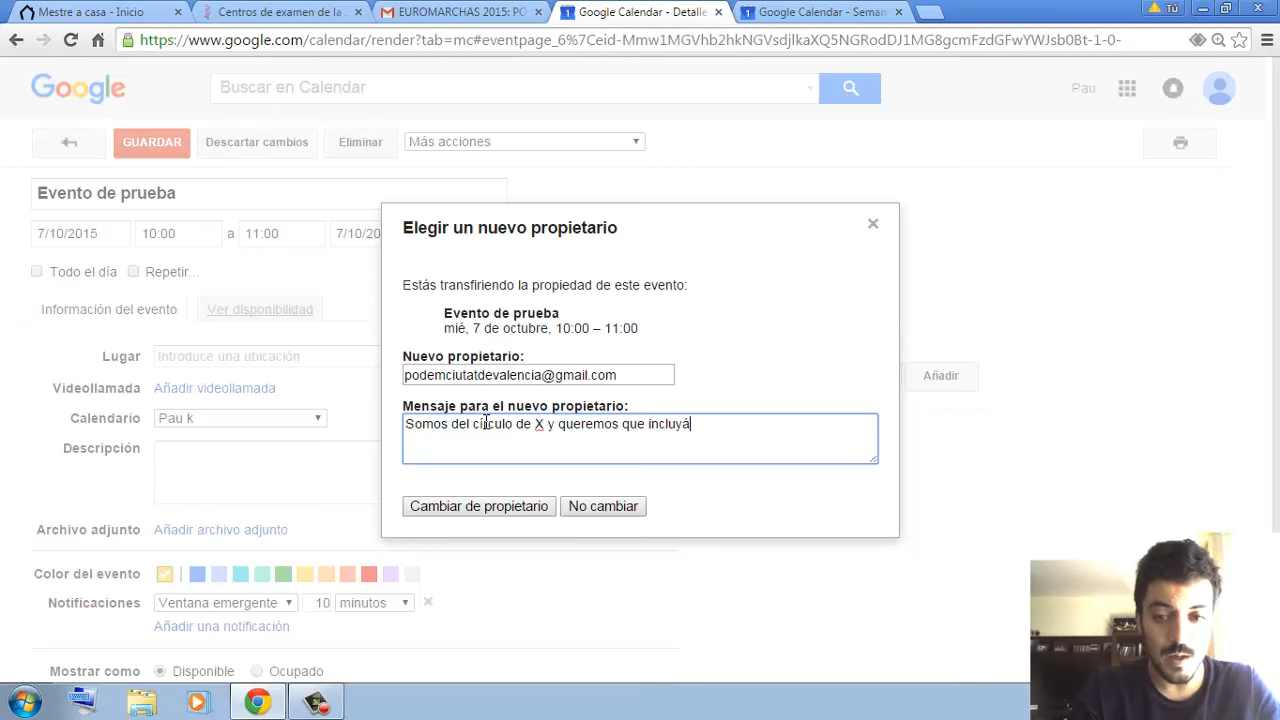 Mestre a casa - Inicio
Centros de examen de la
EUROMARCHAS 2015: PO
Google Calendar - Detalle
Google Calendar - Seman
Tú
https://www.google.com/calendar/render?tab=mc#eventpage_6%7Ceid-Mmw1MGVhb2hkNGVsdjlkaXQ5NGRodDJ1MG8gcmFzdGFwYWJsb0Bt-1-0-
Google
Buscar en Calendar
Pau
GUARDAR
Descartar cambios
Eliminar
Más acciones
Evento de prueba
7/10/2015
10:00
a
11:00
7/10/20
Todo el día
Repetir...
Información del evento
Ver disponibilidad
Lugar
Introduce una ubicación
Videollamada
Añadir videollamada
Calendario
Pau k
Descripción
Archivo adjunto
Añadir archivo adjunto
Color del evento
Notificaciones
Ventana emergente
10
minutos
Añadir una notificación
Mostrar como
Disponible
Ocupado
Añadir
Elegir un nuevo propietario
Estás transfiriendo la propiedad de este evento:
Evento de prueba
mié, 7 de octubre, 10:00 – 11:00
Nuevo propietario:
podemciutatdevalencia@gmail.com
Mensaje para el nuevo propietario:
Somos del círculo de X y queremos que incluyá
Cambiar de propietario
No cambiar